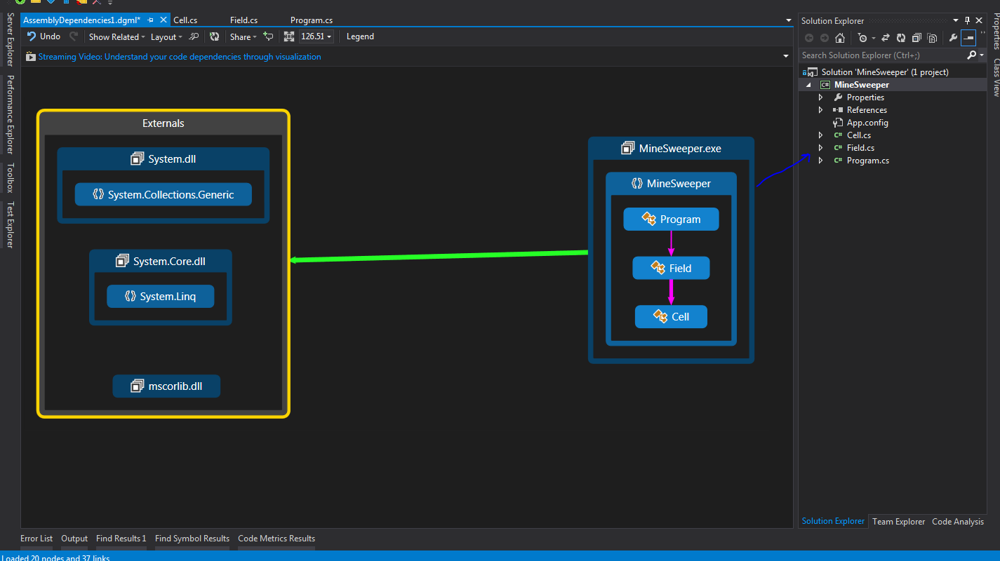 AssemblyDependencies1.dgml* Cell.cs Field.cs Program.cs
Undo Show Related Layout Share 126.51 Legend
Streaming Video: Understand your code dependencies through visualization
Server Explorer
Performance Explorer
Toolbox
Test Explorer
Externals
System.dll
System.Collections.Generic
System.Core.dll
System.Linq
mscorlib.dll
MineSweeper.exe
MineSweeper
Program
Field
Cell
Solution Explorer
Search Solution Explorer (Ctrl+;)
Solution 'MineSweeper' (1 project)
C# MineSweeper
Properties
References
App.config
C# Cell.cs
C# Field.cs
C# Program.cs
Solution Explorer Team Explorer Code Analysis
Properties
Class View
Error List Output Find Results 1 Find Symbol Results Code Metrics Results
Loaded 20 nodes and 37 links